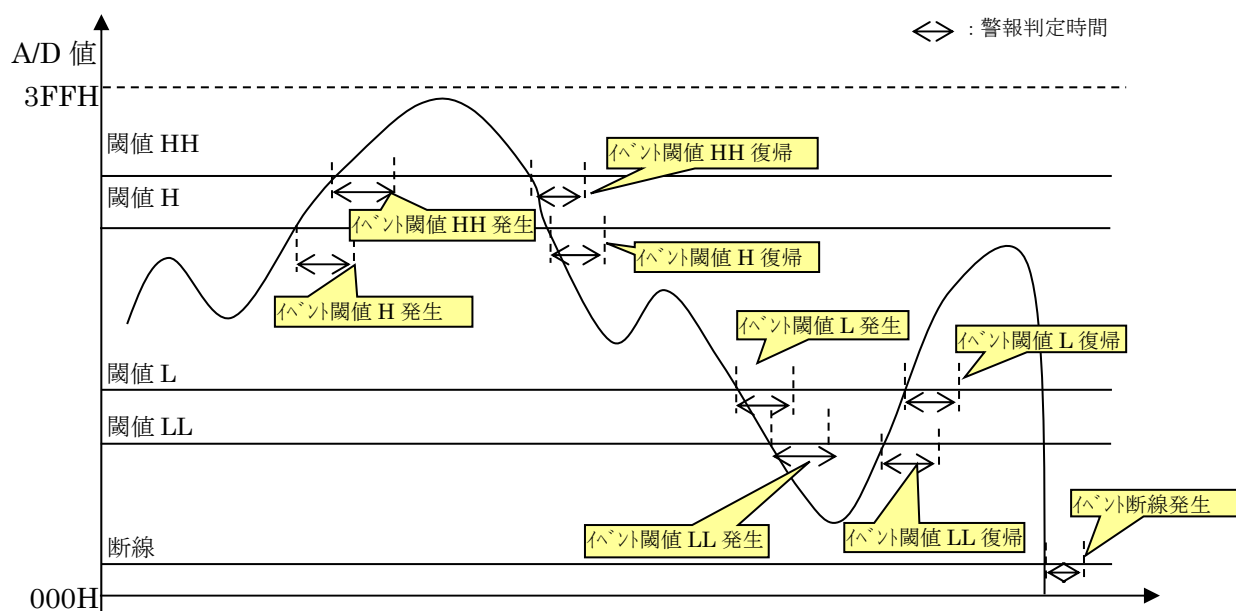 ：警報判定時間
A/D 値
3FFH
閾値 HH
ｲﾍﾞﾝﾄ閾値 HH 復帰
閾値 H
ｲﾍﾞﾝﾄ閾値 HH 発生
ｲﾍﾞﾝﾄ閾値 H 復帰
ｲﾍﾞﾝﾄ閾値 H 発生
ｲﾍﾞﾝﾄ閾値 L 発生
ｲﾍﾞﾝﾄ閾値 L 復帰
閾値 L
閾値 LL
ｲﾍﾞﾝﾄ断線発生
ｲﾍﾞﾝﾄ閾値 LL 発生
ｲﾍﾞﾝﾄ閾値 LL 復帰
断線
000H